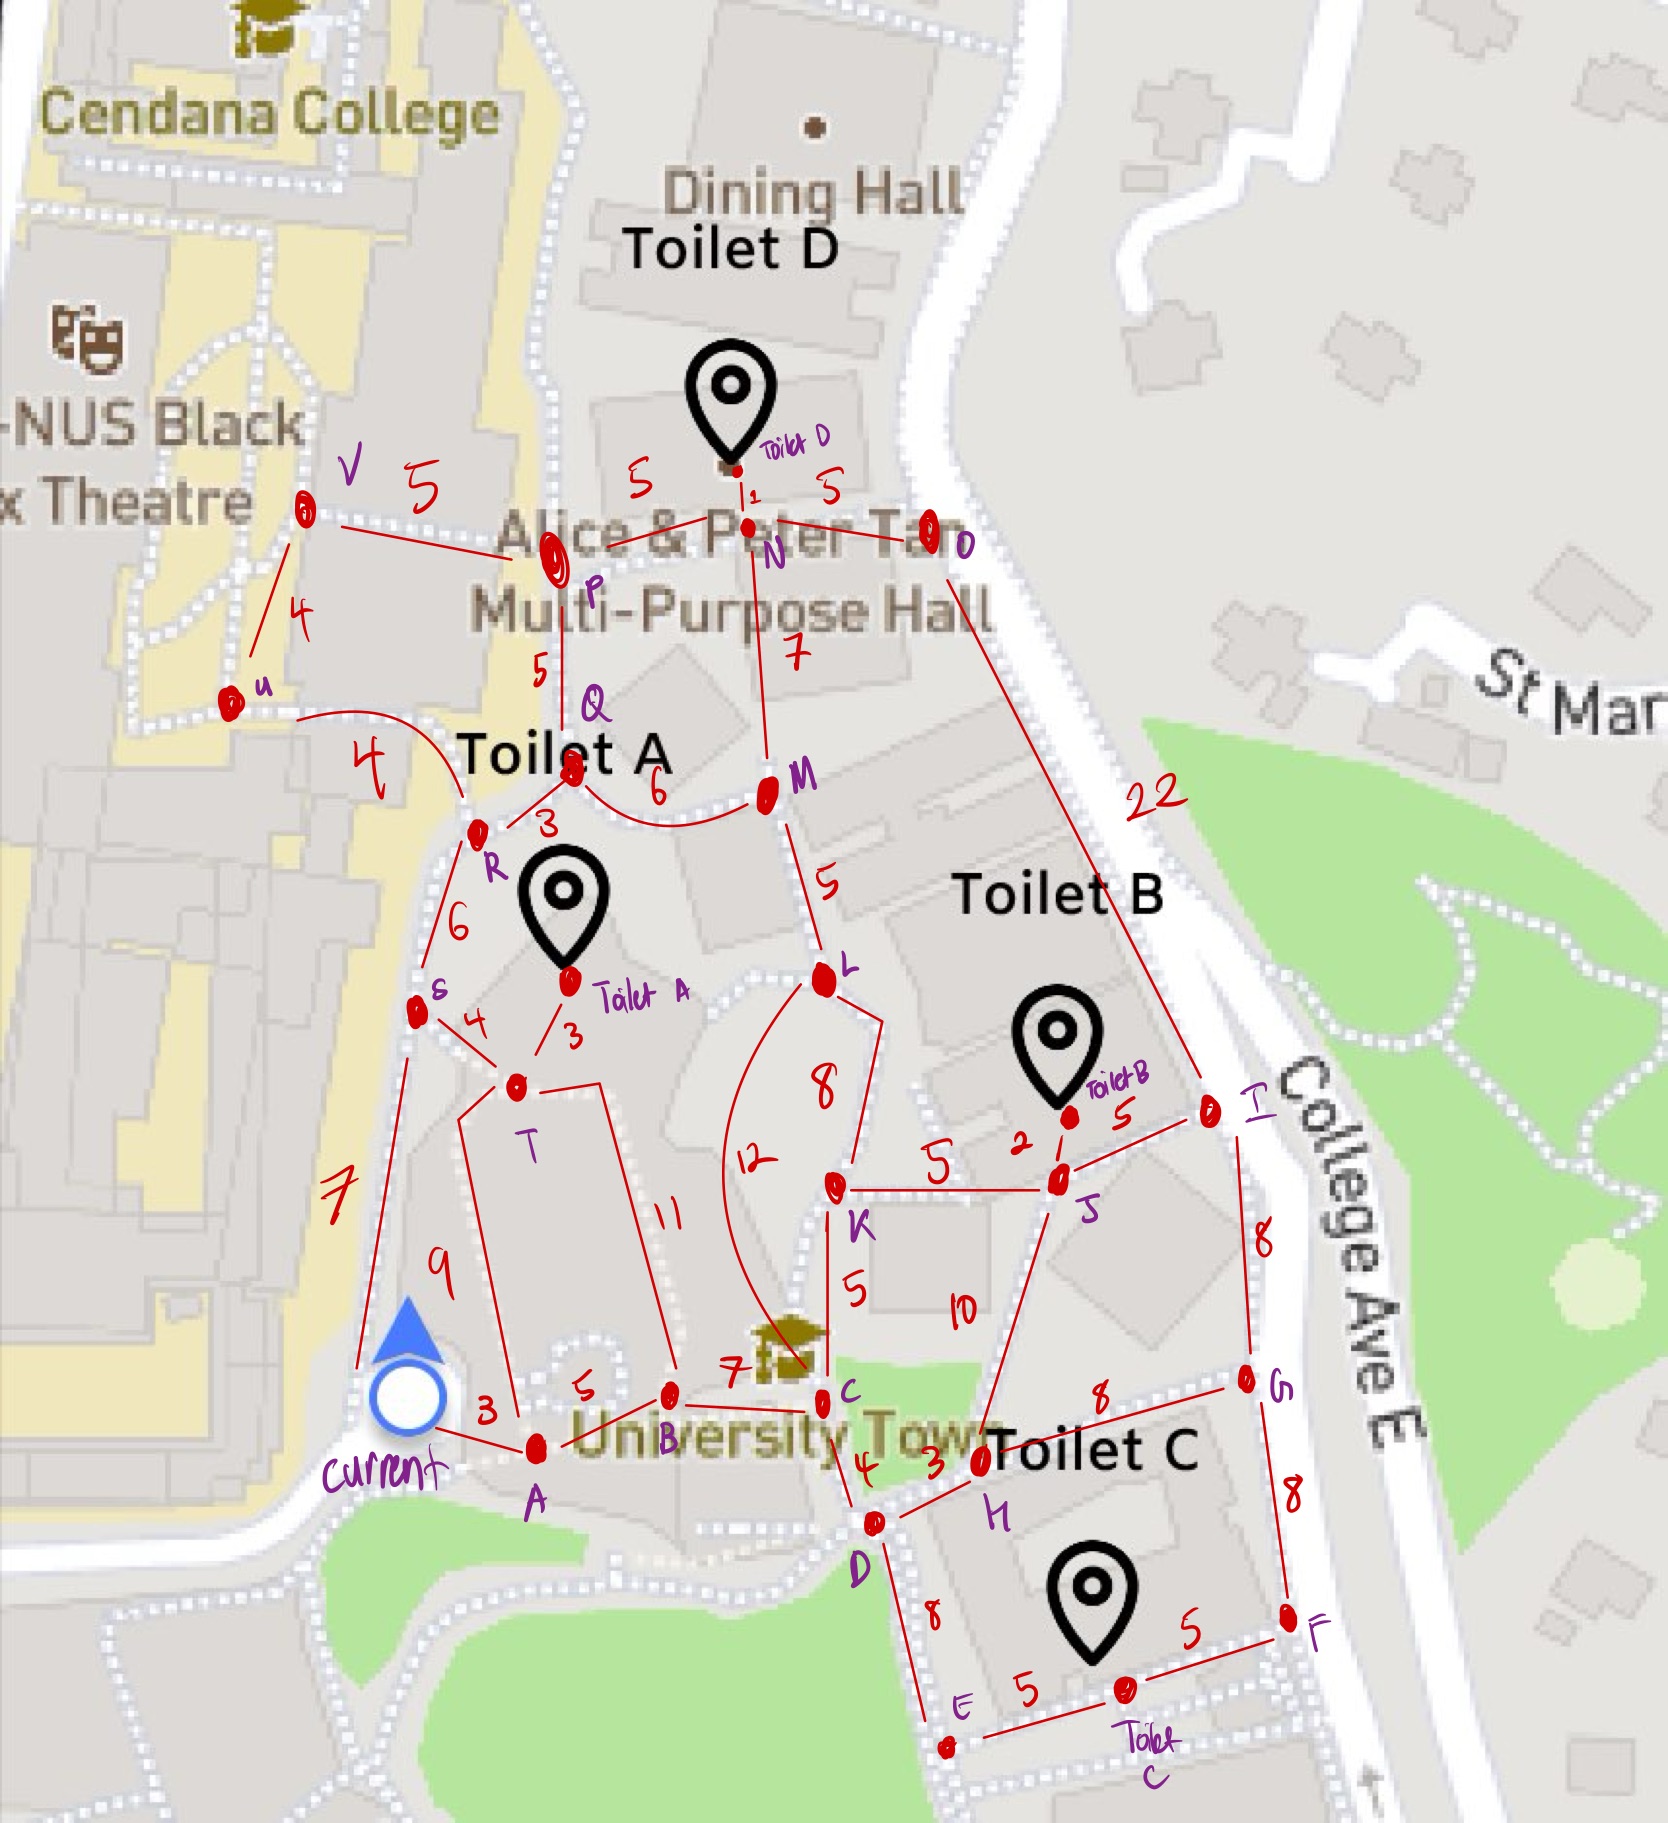 Cendana College
Dining Hall
Toilet D
-NUS Black
x Theatre
V
5
5
Toilet D
1
5
Alice & Peter Tan
N
O
P
Multi-Purpose Hall
4
7
5
u
Q
St Mar
Toilet A
4
6
M
22
3
R
5
Toilet B
6
L
S
Toilet A
4
3
8
Toilet B
5
I
College Ave E
T
12
5
2
J
7
11
K
8
9
5
10
7
5
C
8
G
3
B
University Town
Toilet C
current
A
4
3
H
8
D
8
5
F
E
5
Toilet
C